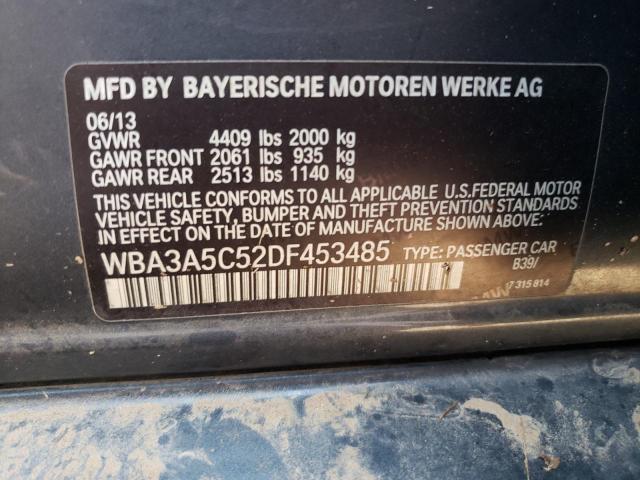 MFD BY BAYERISCHE MOTOREN WERKE AG
06/13
GVWR 4409 lbs 2000 kg
GAWR FRONT 2061 lbs 935 kg
GAWR REAR 2513 lbs 1140 kg
THIS VEHICLE CONFORMS TO ALL APPLICABLE U.S.FEDERAL MOTOR
VEHICLE SAFETY, BUMPER AND THEFT PREVENTION STANDARDS
IN EFFECT ON THE DATE OF MANUFACTURE SHOWN ABOVE.
WBA3A5C52DF453485 TYPE: PASSENGER CAR
B39/
7 315 814